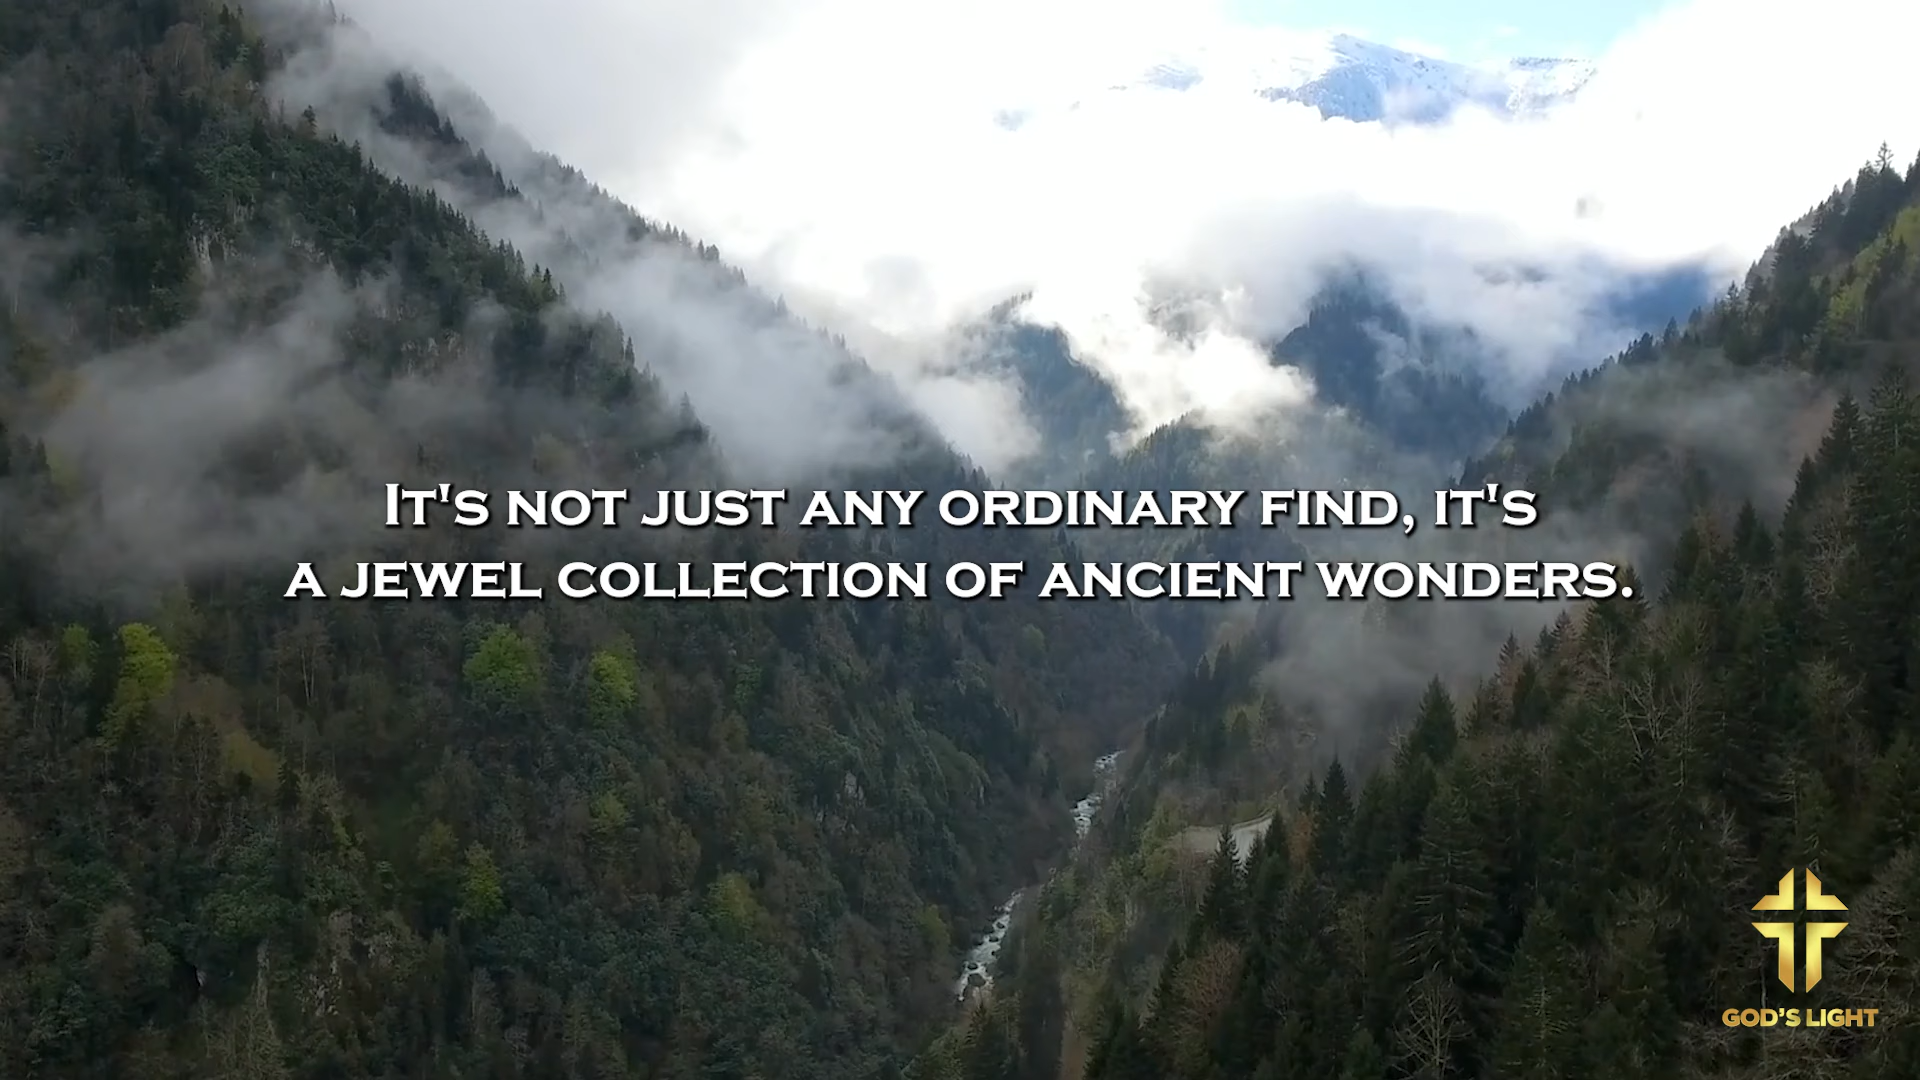 It's not just any ordinary find, it's
a jewel collection of ancient wonders.
GOD'S LIGHT